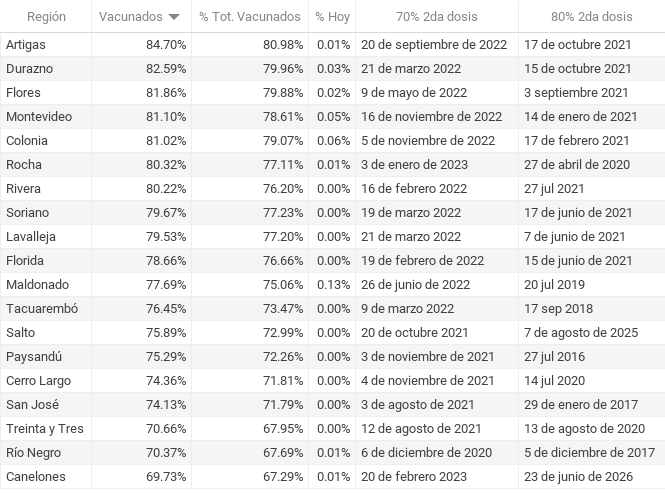 Región Vacunados % Tot. Vacunados % Hoy 70% 2da dosis 80% 2da dosis
Artigas 84.70% 80.98% 0.01% 20 de septiembre de 2022 17 de octubre 2021
Durazno 82.59% 79.96% 0.03% 21 de marzo 2022 15 de octubre 2021
Flores 81.86% 79.88% 0.02% 9 de mayo de 2022 3 septiembre 2021
Montevideo 81.10% 78.61% 0.05% 16 de noviembre de 2022 14 de enero de 2021
Colonia 81.02% 79.07% 0.06% 5 de noviembre de 2022 17 de febrero 2021
Rocha 80.32% 77.11% 0.01% 3 de enero de 2023 27 de abril de 2020
Rivera 80.22% 76.20% 0.00% 16 de febrero 2022 27 jul 2021
Soriano 79.67% 77.23% 0.00% 19 de marzo 2022 17 de junio de 2021
Lavalleja 79.53% 77.20% 0.00% 21 de marzo 2022 7 de junio de 2021
Florida 78.66% 76.66% 0.00% 19 de febrero de 2022 15 de junio 2021
Maldonado 77.69% 75.06% 0.13% 26 de junio de 2022 20 jul 2019
Tacuarembó 76.45% 73.47% 0.00% 9 de marzo 2022 17 sep 2018
Salto 75.89% 72.99% 0.00% 20 de octubre 2021 7 de agosto de 2025
Paysandú 75.29% 72.26% 0.00% 3 de noviembre de 2021 27 jul 2016
Cerro Largo 74.36% 71.81% 0.00% 4 de noviembre de 2021 14 jul 2020
San José 74.13% 71.79% 0.00% 3 de agosto de 2021 29 de enero de 2017
Treinta y Tres 70.66% 67.95% 0.00% 12 de agosto de 2021 13 de agosto de 2020
Río Negro 70.37% 67.69% 0.01% 6 de diciembre de 2020 5 de diciembre de 2017
Canelones 69.73% 67.29% 0.01% 20 de febrero 2023 23 de junio de 2026